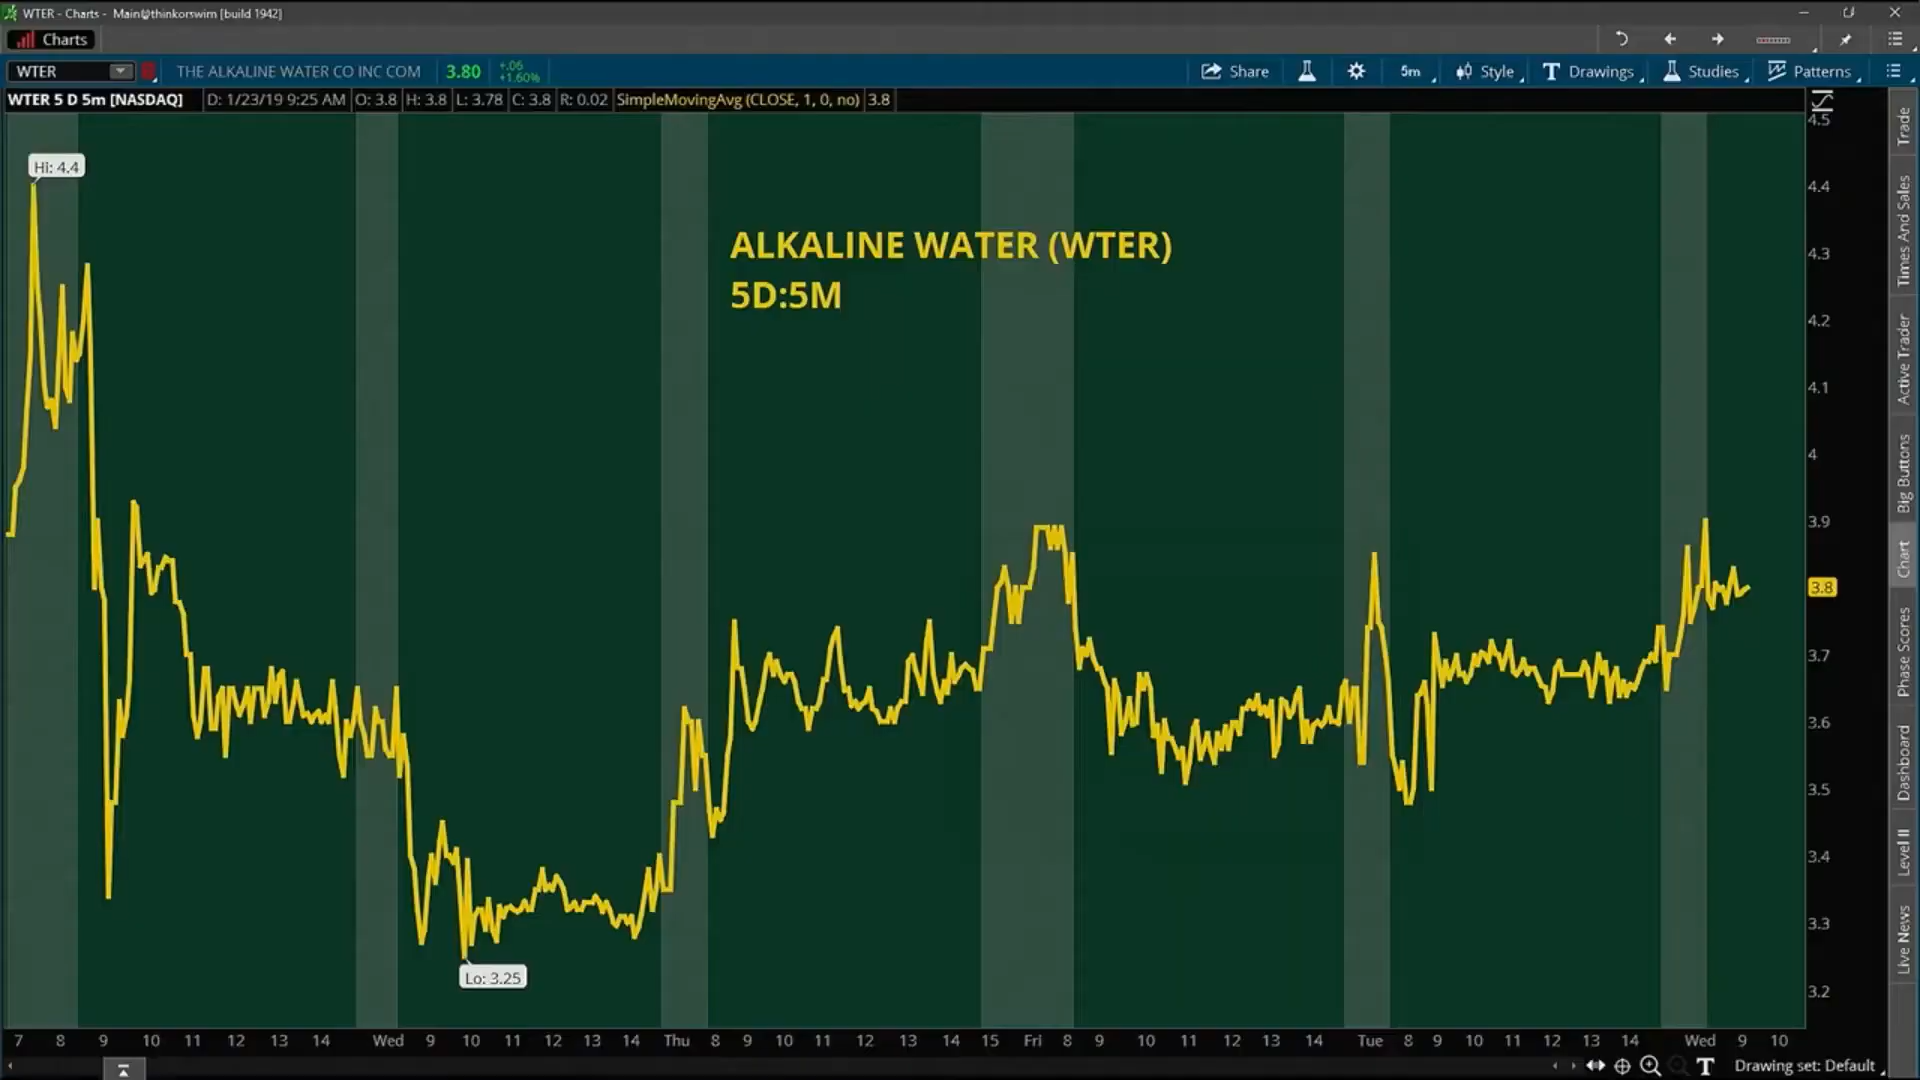 WTER - Charts - Main@thinkorswim [build 1942]
Charts
WTER THE ALKALINE WATER CO INC COM 3.80 +.06 +1.60% Share 5m Style Drawings Studies Patterns
WTER 5 D 5m [NASDAQ] D: 1/23/19 9:25 AM O: 3.8 H: 3.8 L: 3.78 C: 3.8 R: 0.02 SimpleMovingAvg (CLOSE, 1, 0, no) 3.8
Hi: 4.4
ALKALINE WATER (WTER)
5D:5M
Lo: 3.25
4.5
4.4
4.3
4.2
4.1
4
3.9
3.8
3.7
3.6
3.5
3.4
3.3
3.2
Trade
Times And Sales
Active Trader
Big Buttons
Chart
Phase Scores
Dashboard
Level II
Live News
7 8 9 10 11 12 13 14 Wed 9 10 11 12 13 14 Thu 8 9 10 11 12 13 14 15 Fri 8 9 10 11 12 13 14 Tue 8 9 10 11 12 13 14 Wed 9 10
Drawing set: Default